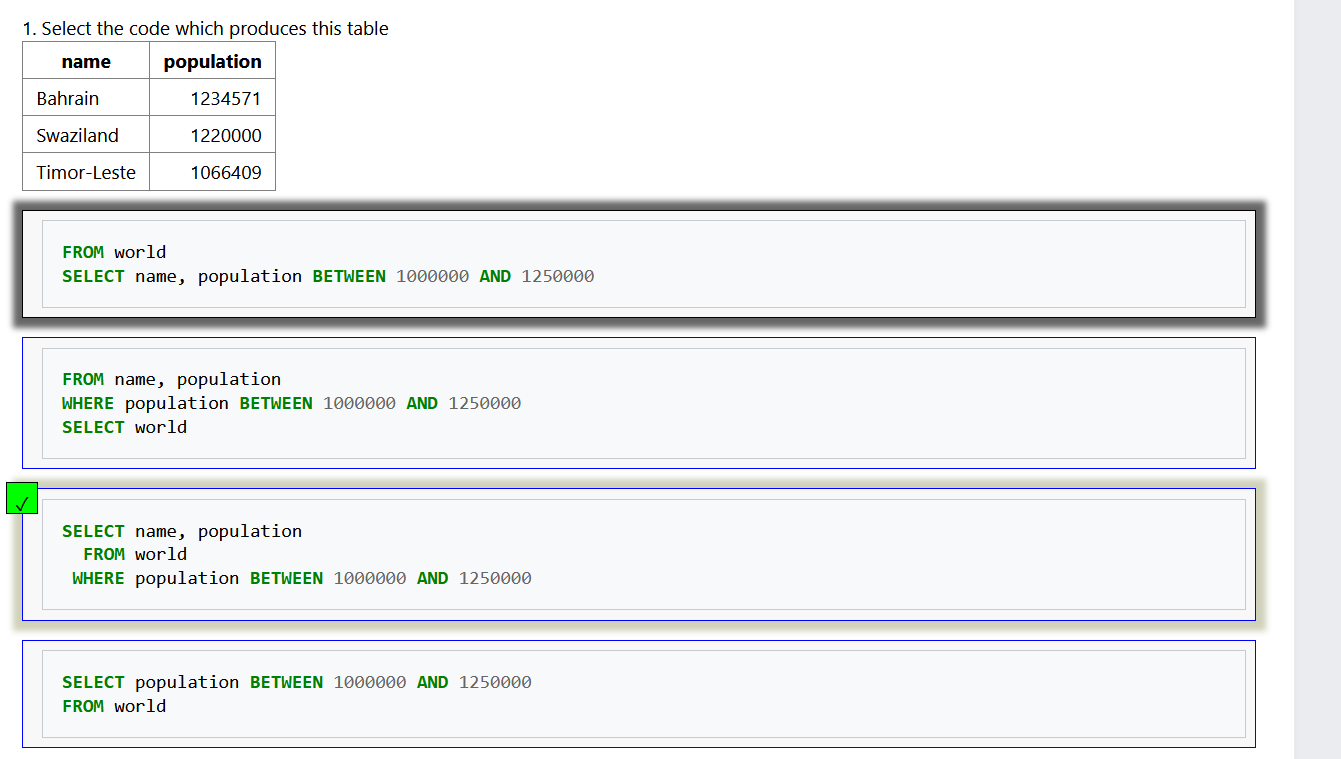 1. Select the code which produces this table
name population
Bahrain 1234571
Swaziland 1220000
Timor-Leste 1066409
FROM world
SELECT name, population BETWEEN 1000000 AND 1250000
FROM name, population
WHERE population BETWEEN 1000000 AND 1250000
SELECT world
✓
SELECT name, population
FROM world
WHERE population BETWEEN 1000000 AND 1250000
SELECT population BETWEEN 1000000 AND 1250000
FROM world